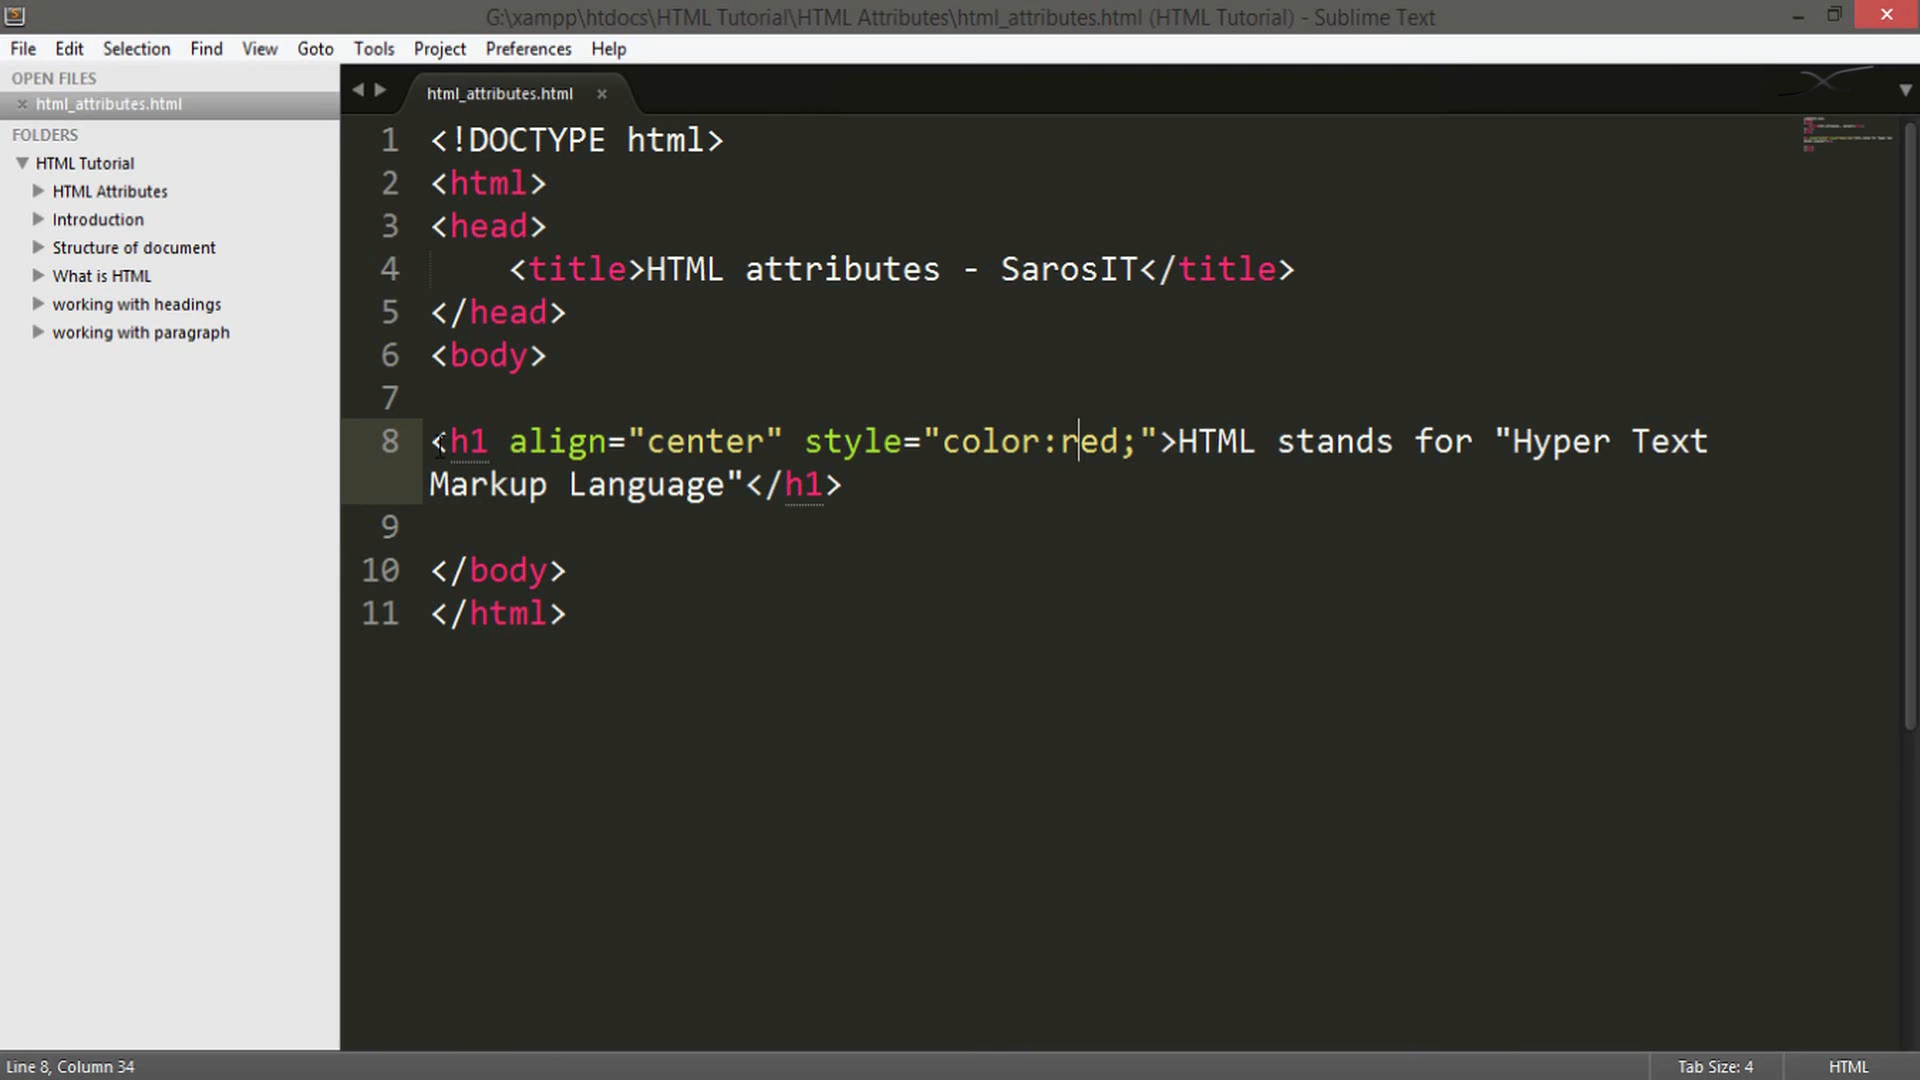 G:\xampp\htdocs\HTML Tutorial\HTML Attributes\html_attributes.html (HTML Tutorial) - Sublime Text
File Edit Selection Find View Goto Tools Project Preferences Help
OPEN FILES
html_attributes.html
FOLDERS
HTML Tutorial
HTML Attributes
Introduction
Structure of document
What is HTML
working with headings
working with paragraph
html_attributes.html
1 <!DOCTYPE html>
2 <html>
3 <head>
4 <title>HTML attributes - SarosIT</title>
5 </head>
6 <body>
7
8 <h1 align="center" style="color:red;">HTML stands for "Hyper Text
Markup Language"</h1>
9
10 </body>
11 </html>
Line 8, Column 34
Tab Size: 4
HTML